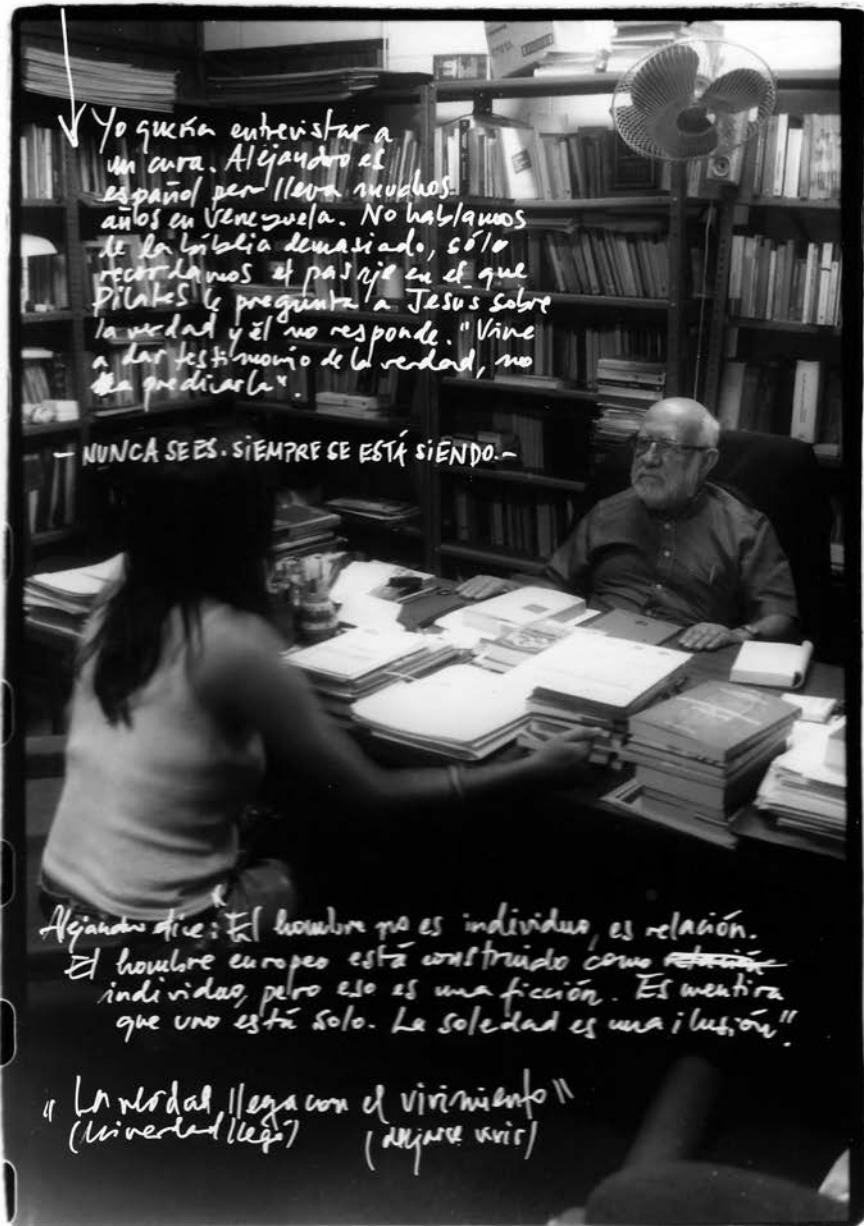 Yo quería entrevistar a
un cura. Alejandro es
español pero lleva muchos
años en Venezuela. No hablamos
de la biblia demasiado, sólo
recordamos el pasaje en el que
Pilates le pregunta a Jesús sobre
la verdad y él no responde. "Vine
a dar testimonio de la verdad, no
a predicarla".
– NUNCA SE ES. SIEMPRE SE ESTÁ SIENDO. –
Alejandro dice: "El hombre no es individuo, es relación.
El hombre europeo está construido como relación
individuo, pero eso es una ficción. Es mentira
que uno está solo. La soledad es una ilusión".
"La verdad llega con el vivimiento"
(mi verdad llegó) (dejarse vivir)